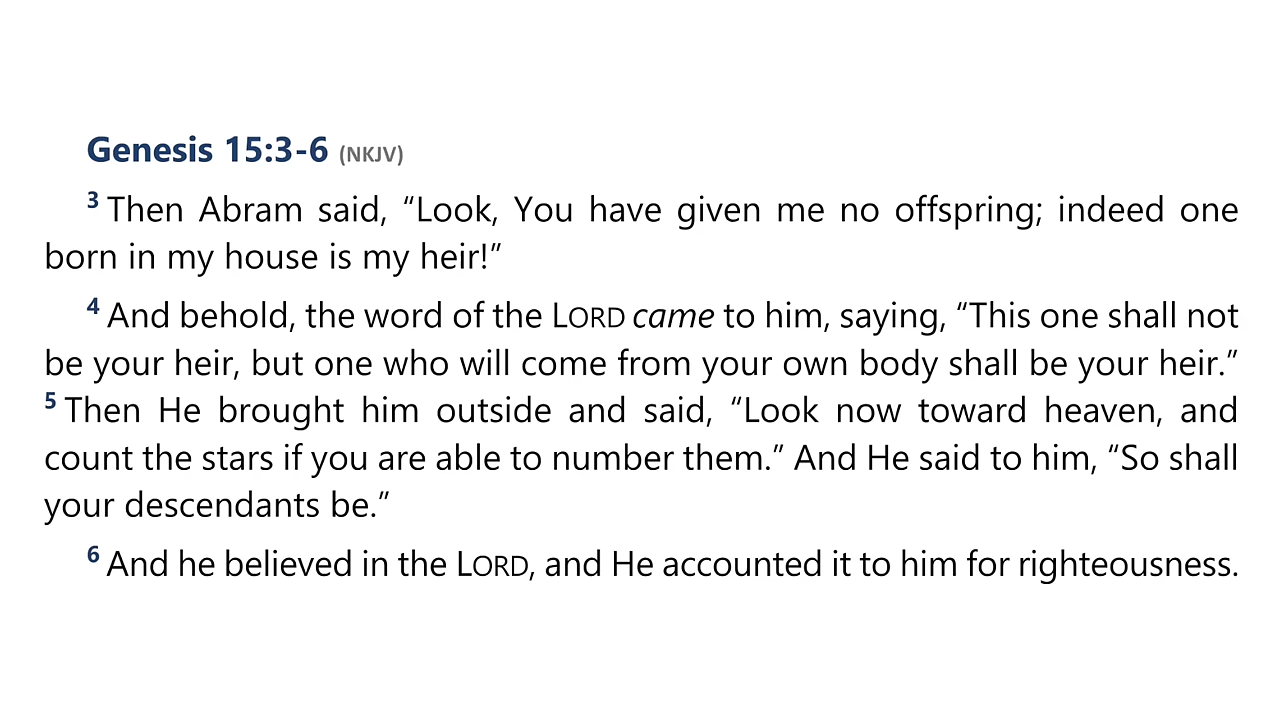 Genesis 15:3-6 (NKJV)
3 Then Abram said, “Look, You have given me no offspring; indeed one
born in my house is my heir!”
4 And behold, the word of the LORD came to him, saying, “This one shall not
be your heir, but one who will come from your own body shall be your heir.”
5 Then He brought him outside and said, “Look now toward heaven, and
count the stars if you are able to number them.” And He said to him, “So shall
your descendants be.”
6 And he believed in the LORD, and He accounted it to him for righteousness.